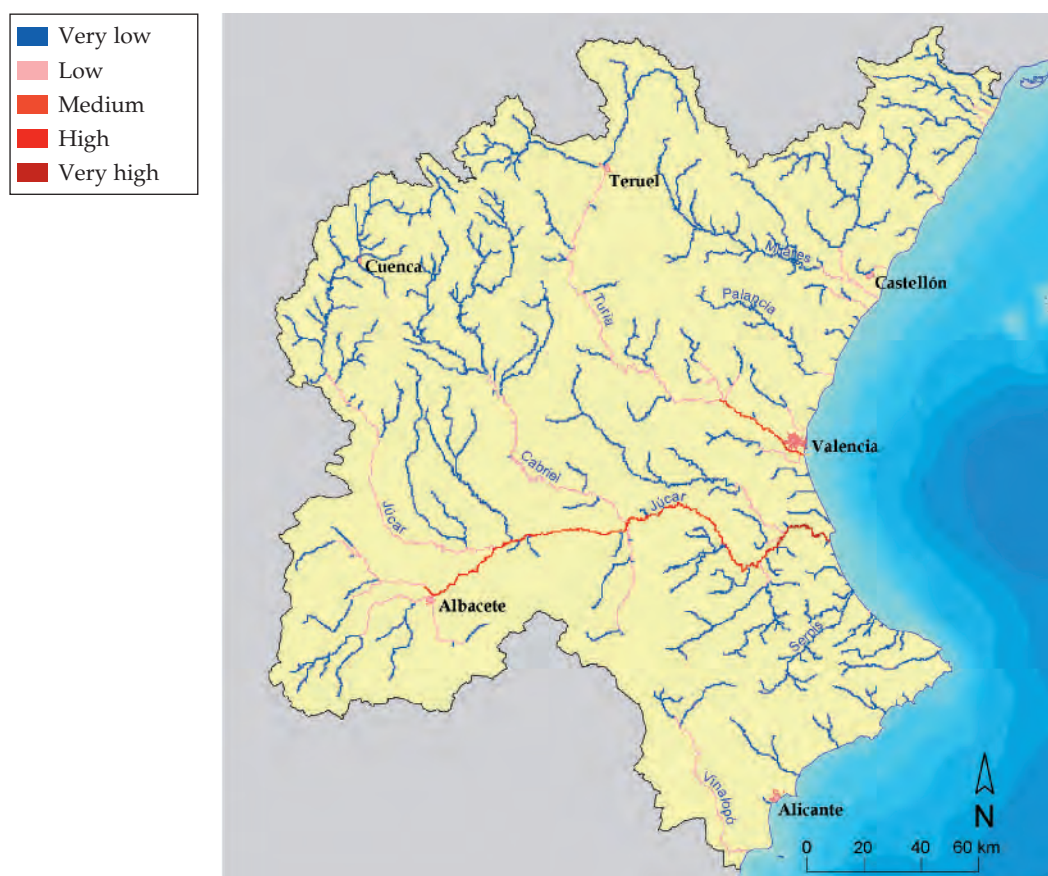 Very low
Low
Medium
High
Very high
Teruel
Cuenca
Mijares
Castellón
Palancia
Turia
Valencia
Cabriel
Júcar
Júcar
Albacete
Serpis
Vinalopó
Alicante
N
0 20 40 60 km